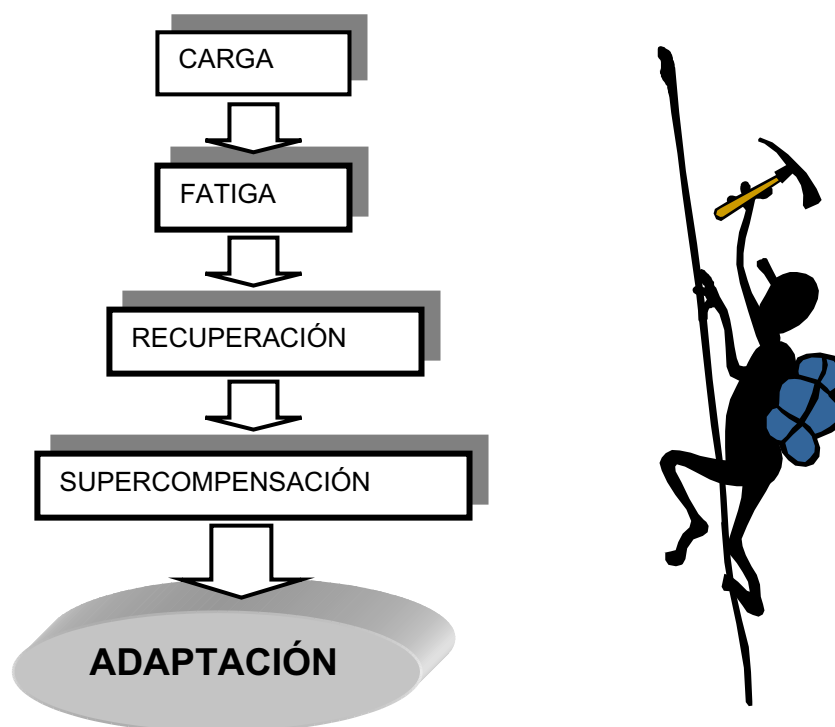 CARGA
FATIGA
RECUPERACIÓN
SUPERCOMPENSACIÓN
ADAPTACIÓN